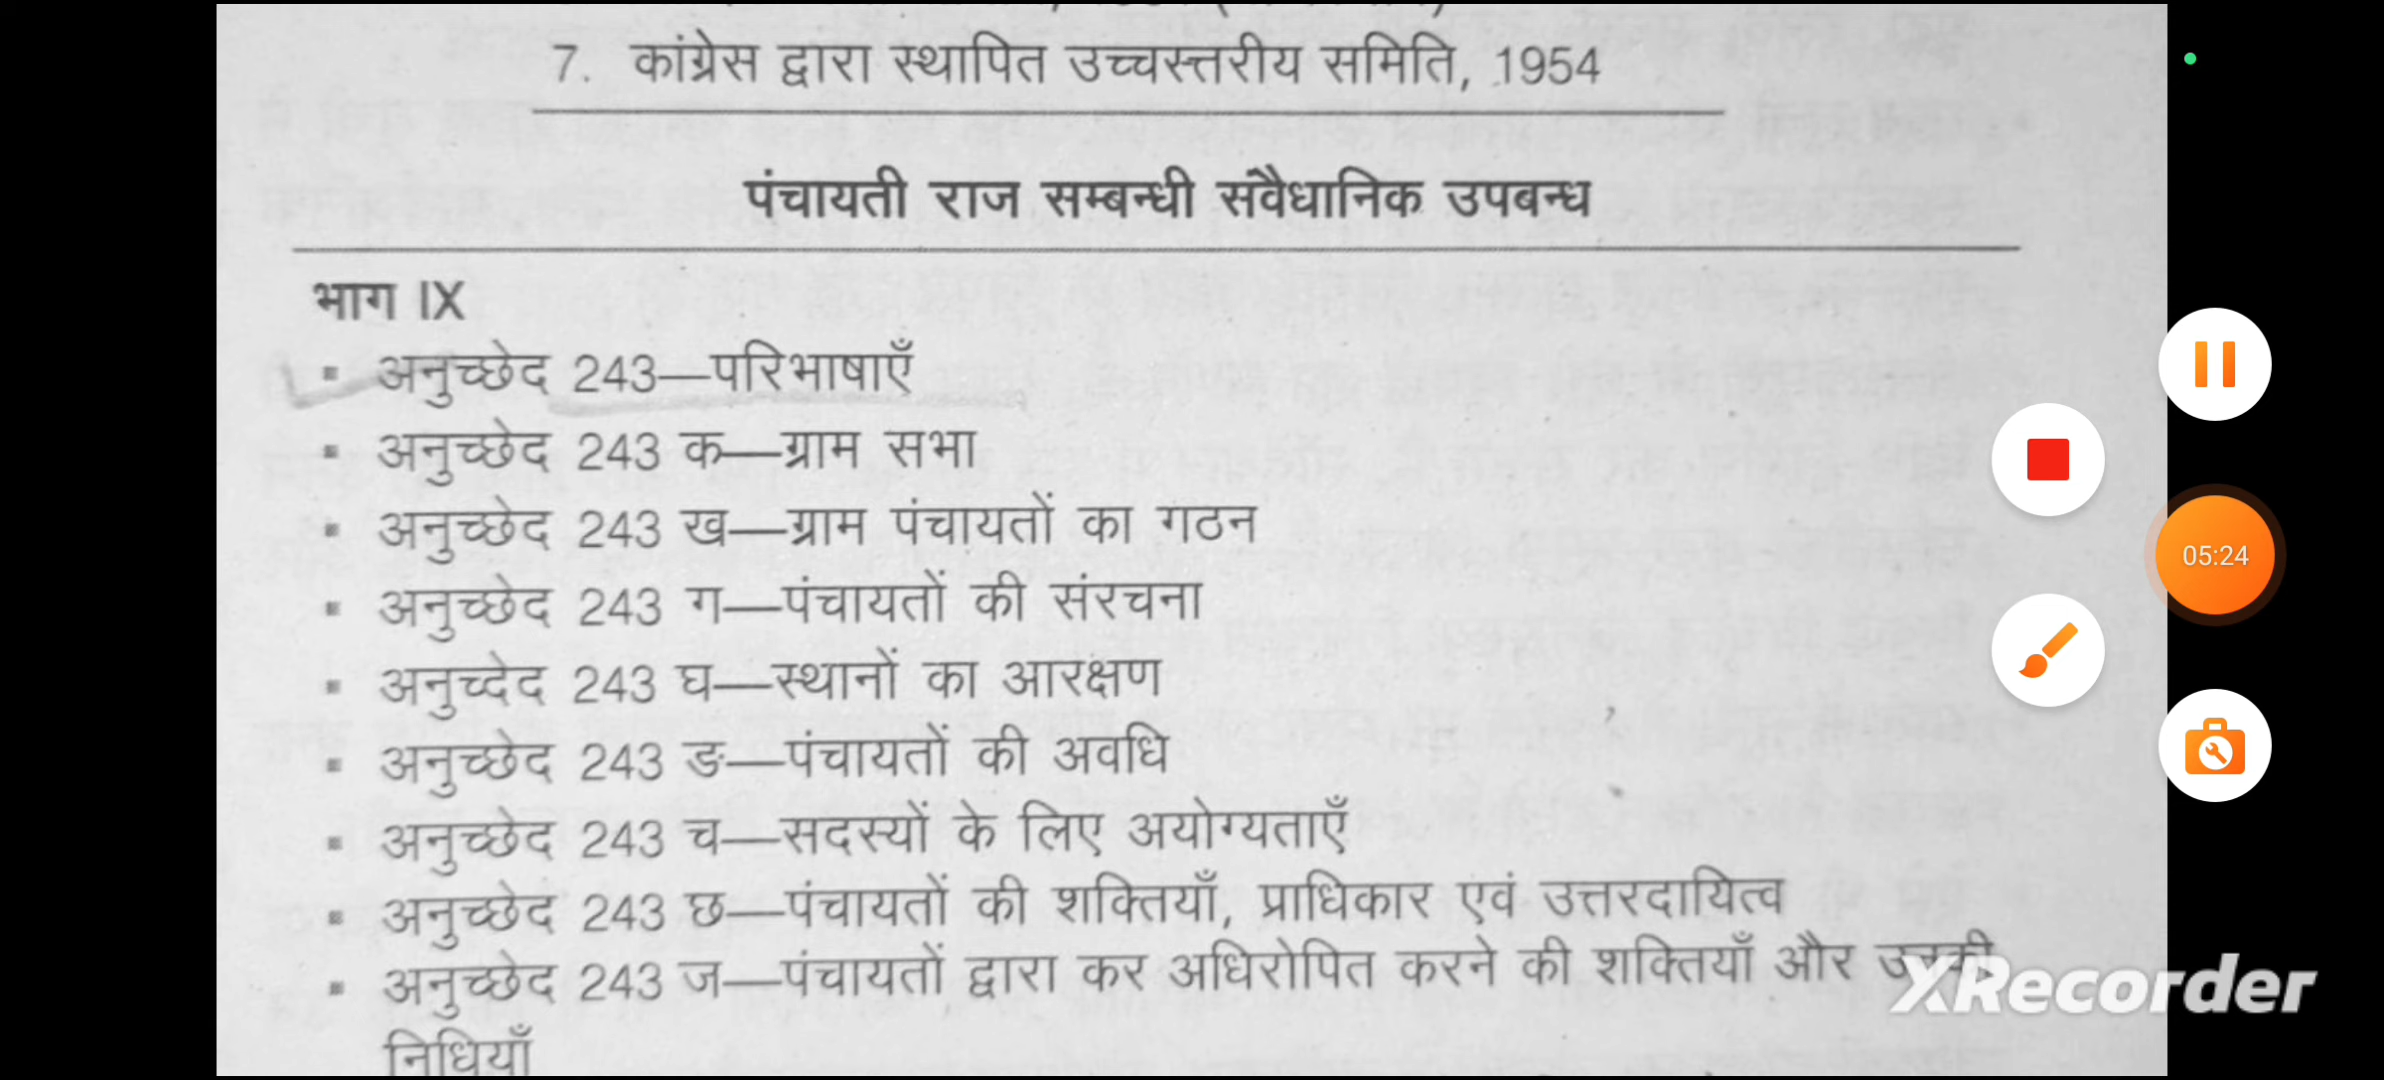 7. कांग्रेस द्वारा स्थापित उच्चस्तरीय समिति, 1954
पंचायती राज सम्बन्धी संवैधानिक उपबन्ध
भाग IX
▪ अनुच्छेद 243—परिभाषाएँ
▪ अनुच्छेद 243 क—ग्राम सभा
▪ अनुच्छेद 243 ख—ग्राम पंचायतों का गठन
▪ अनुच्छेद 243 ग—पंचायतों की संरचना
▪ अनुच्देद 243 घ—स्थानों का आरक्षण
▪ अनुच्छेद 243 ङ—पंचायतों की अवधि
▪ अनुच्छेद 243 च—सदस्यों के लिए अयोग्यताएँ
▪ अनुच्छेद 243 छ—पंचायतों की शक्तियाँ, प्राधिकार एवं उत्तरदायित्व
▪ अनुच्छेद 243 ज—पंचायतों द्वारा कर अधिरोपित करने की शक्तियाँ और उनकी
निधियाँ
05:24
XRecorder